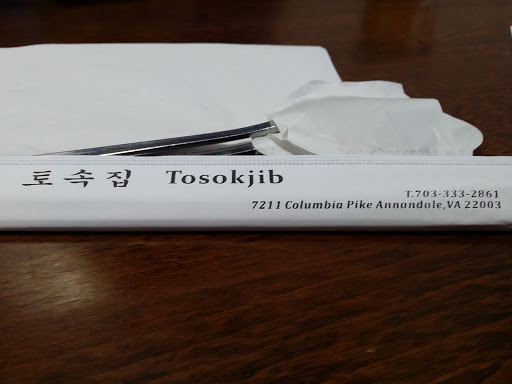 토속집 Tosokjib
T.703-333-2861
7211 Columbia Pike Annandale,VA 22003